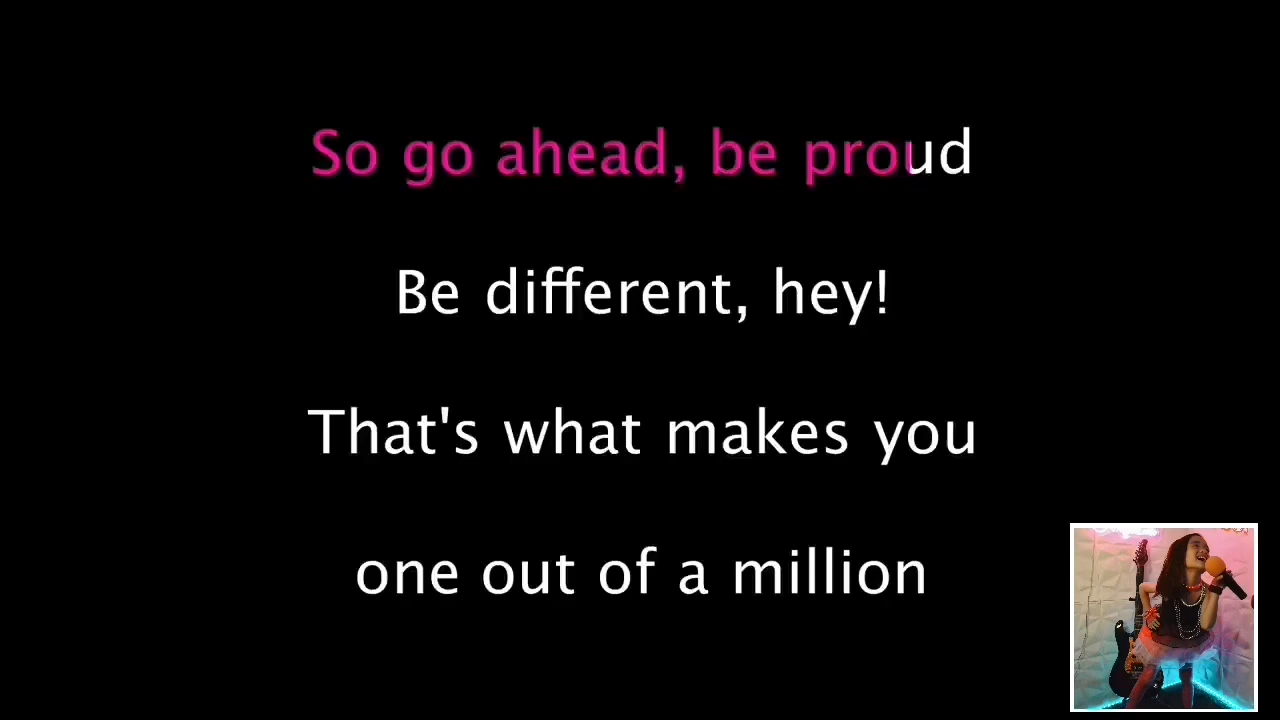 So go ahead, be proud
Be different, hey!
That's what makes you
one out of a million